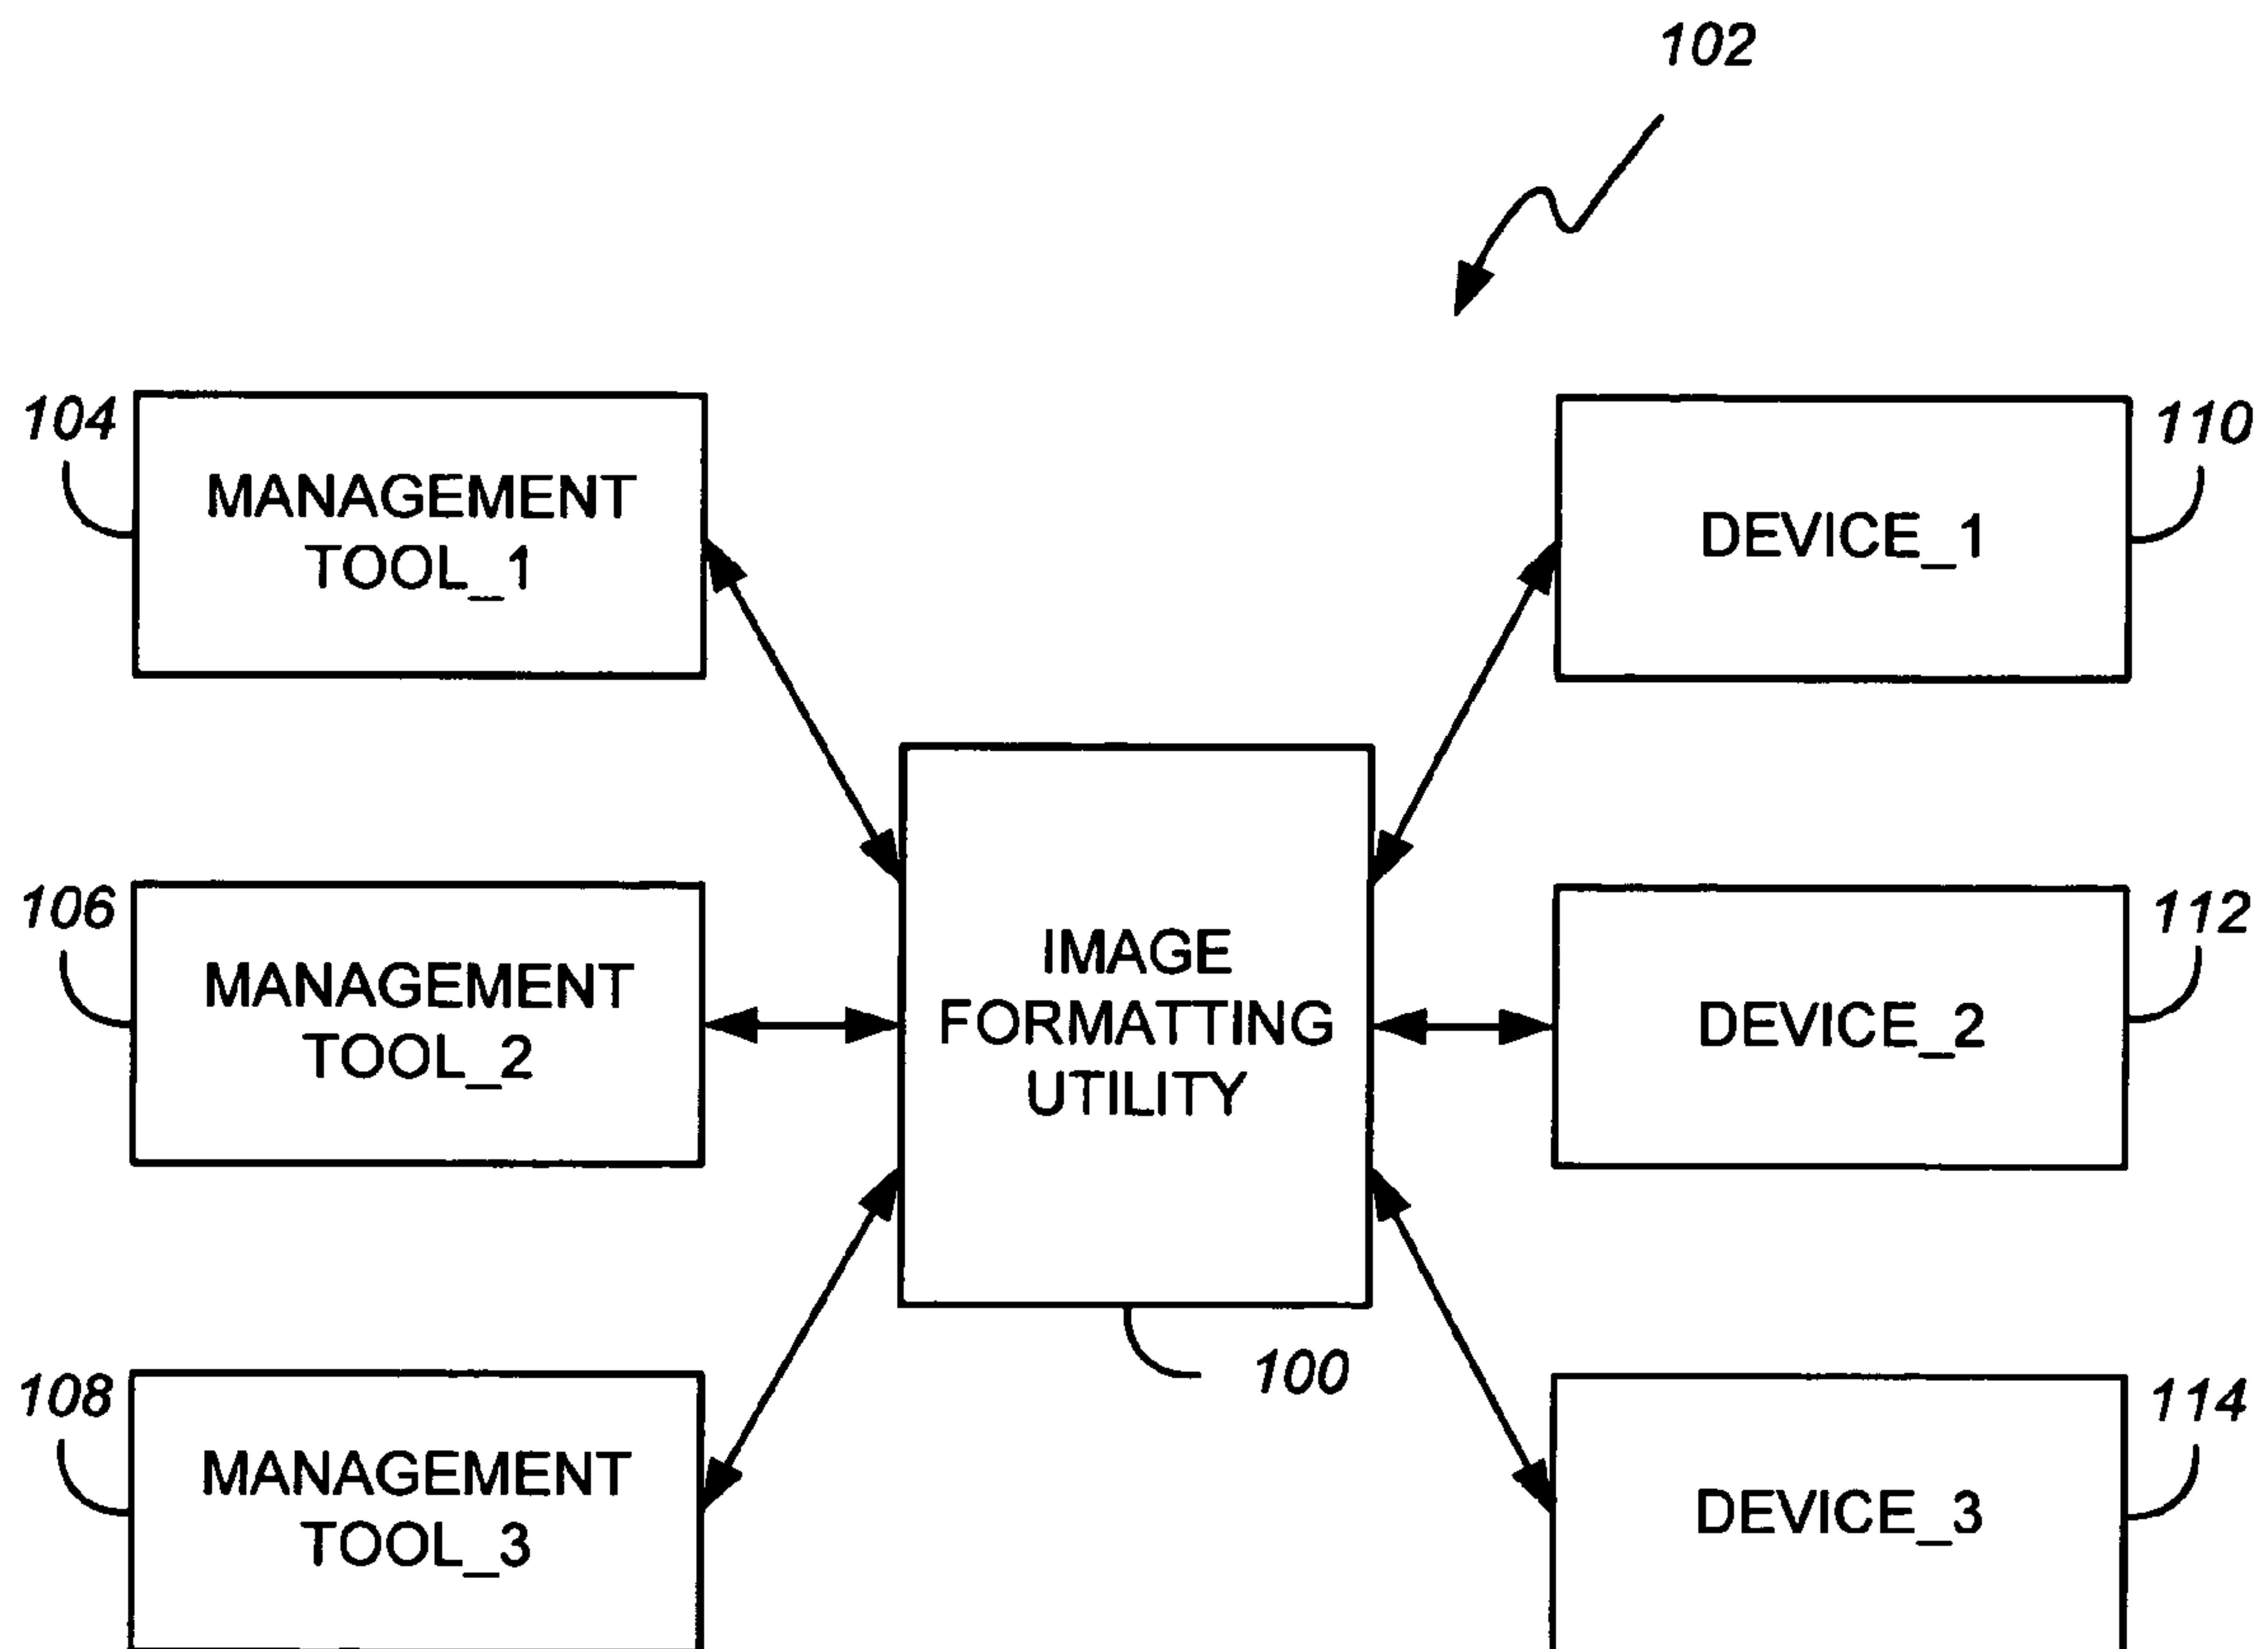 102
104
MANAGEMENT
TOOL_1
DEVICE_1
110
106
MANAGEMENT
TOOL_2
IMAGE
FORMATTING
UTILITY
DEVICE_2
112
100
108
MANAGEMENT
TOOL_3
DEVICE_3
114